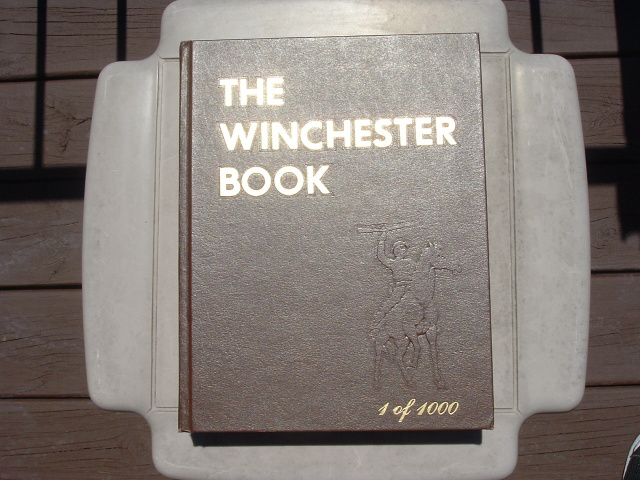 THE
WINCHESTER
BOOK
1 of 1000